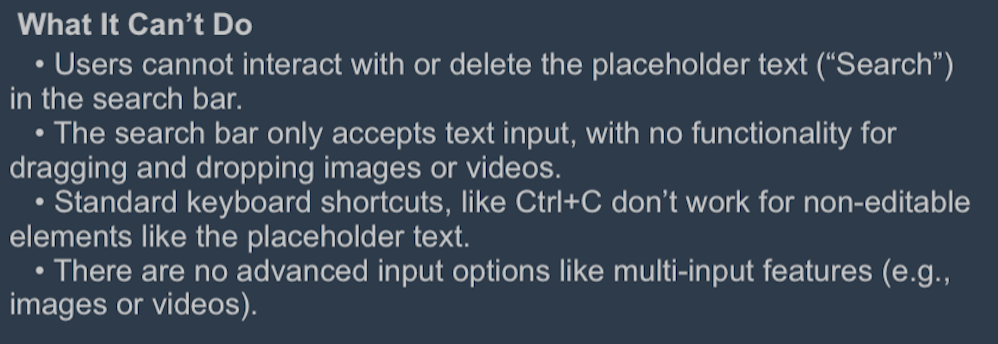 What It Can’t Do
• Users cannot interact with or delete the placeholder text (“Search”)
in the search bar.
• The search bar only accepts text input, with no functionality for
dragging and dropping images or videos.
• Standard keyboard shortcuts, like Ctrl+C don’t work for non-editable
elements like the placeholder text.
• There are no advanced input options like multi-input features (e.g.,
images or videos).